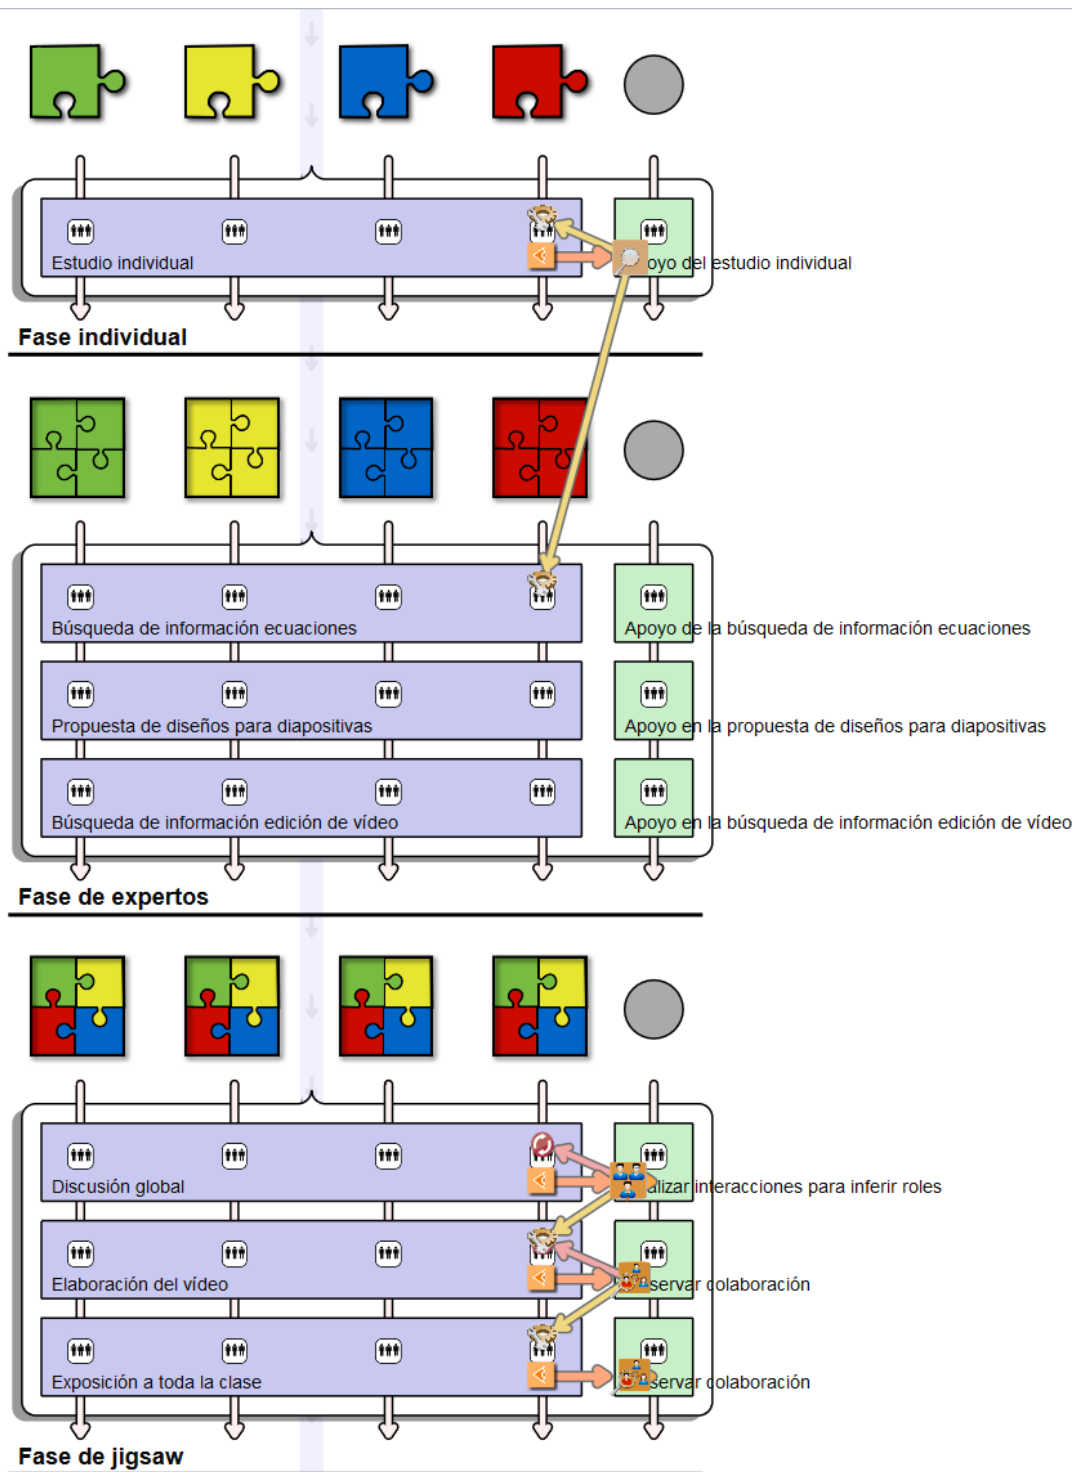 Estudio individual
oyo del estudio individual
Fase individual
Búsqueda de información ecuaciones
Apoyo de la búsqueda de información ecuaciones
Propuesta de diseños para diapositivas
Apoyo en la propuesta de diseños para diapositivas
Búsqueda de información edición de vídeo
Apoyo en la búsqueda de información edición de vídeo
Fase de expertos
Discusión global
alizar interacciones para inferir roles
Elaboración del vídeo
servar colaboración
Exposición a toda la clase
servar colaboración
Fase de jigsaw